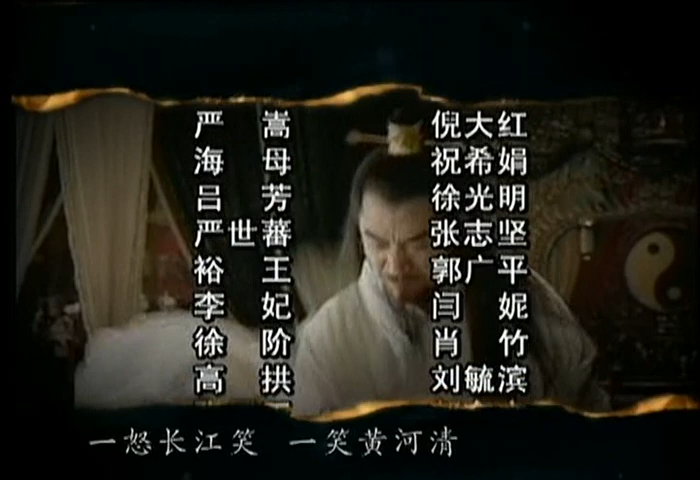 严嵩 倪大红
海母 祝希娟
吕芳 徐光明
严世蕃 张志坚
裕王 郭广平
李妃 闫妮
徐阶 肖竹
高拱 刘毓滨
一怒长江笑 一笑黄河清